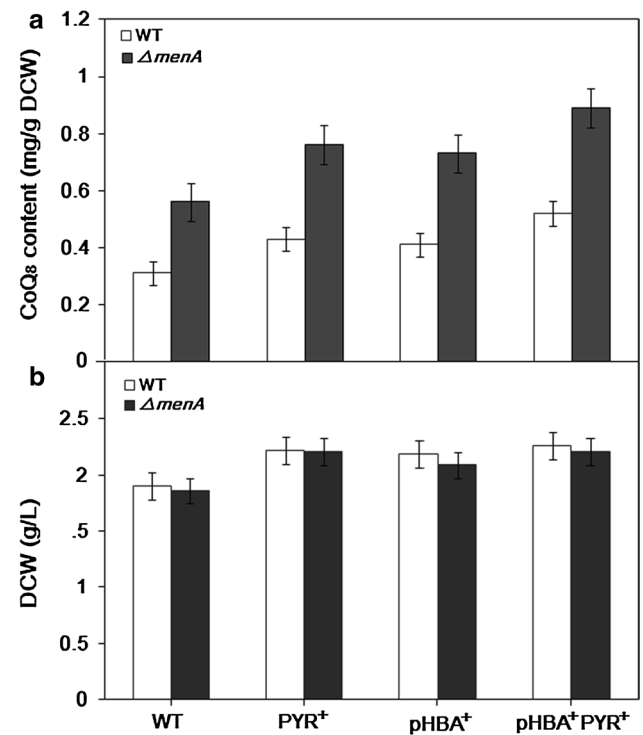 a
1.2
1
0.8
0.6
0.4
0.2
0
CoQ8 content (mg/g DCW)
WT
ΔmenA
b
2.5
2
.5
1
0.5
0
DCW (g/L)
WT
ΔmenA
WT PYR+ pHBA+ pHBA+PYR+